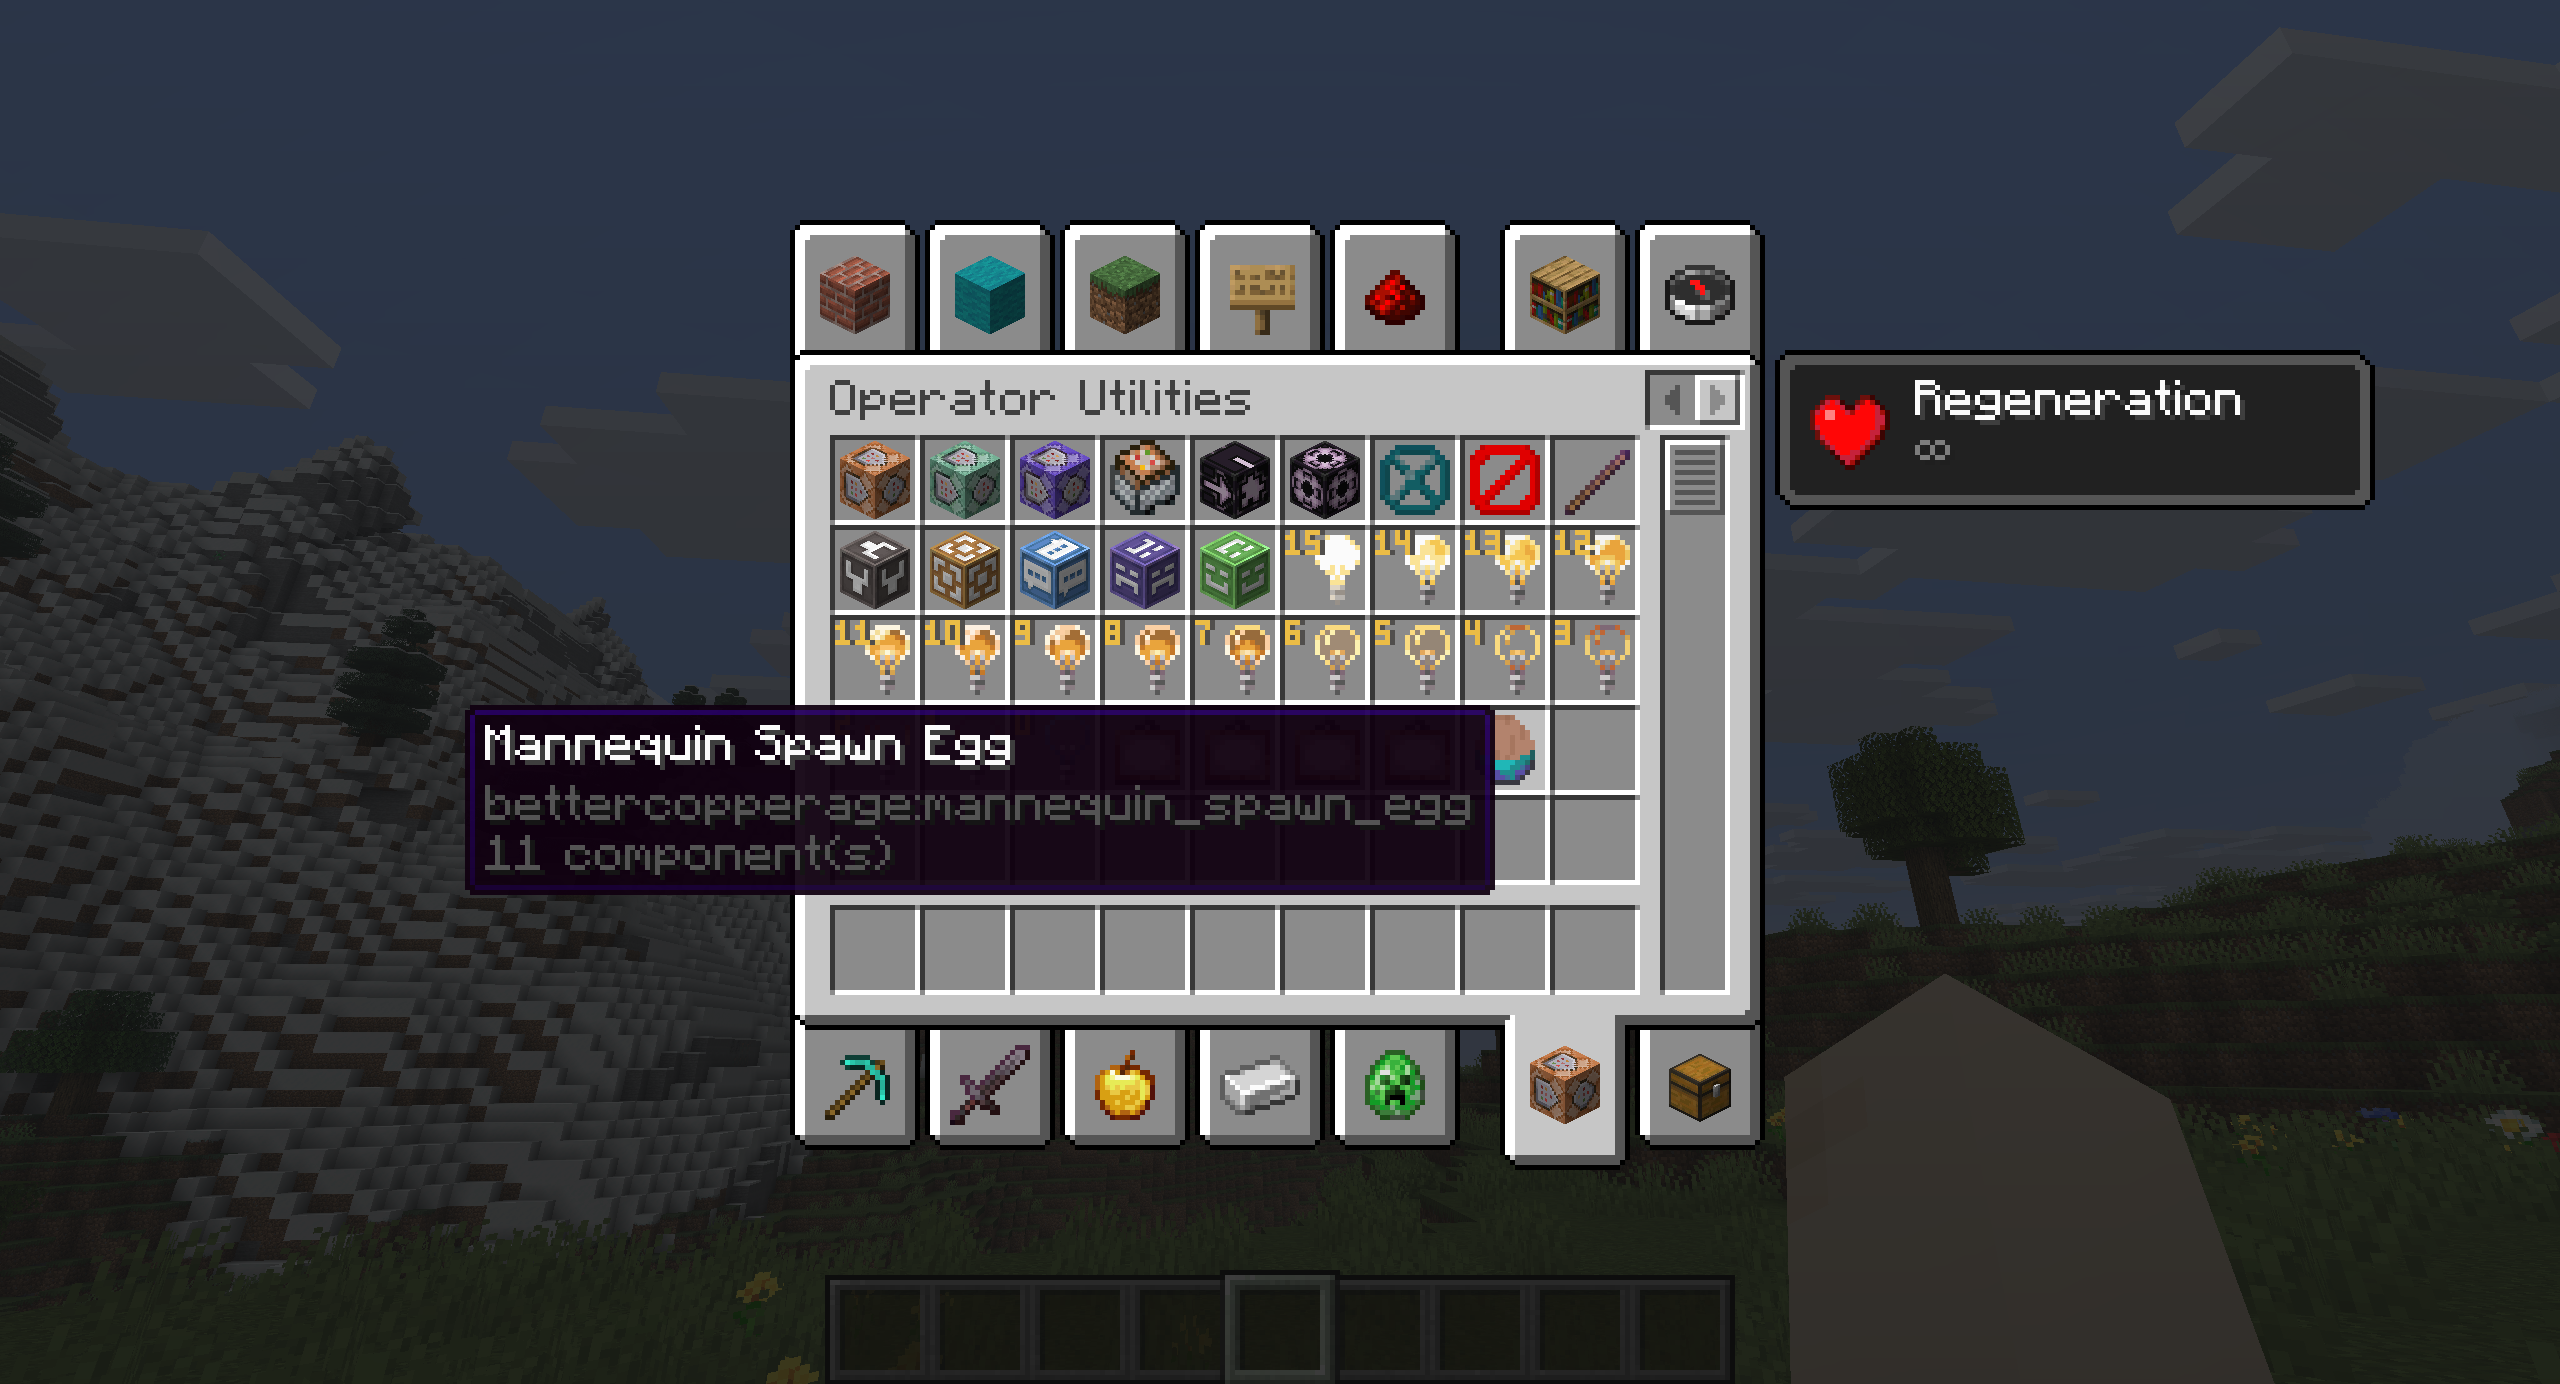 Operator Utilities
Regeneration
∞
15 14 13 12
11 10 9 8 7 6 5 4 3
Mannequin Spawn Egg
bettercopperage:mannequin_spawn_egg
11 component(s)